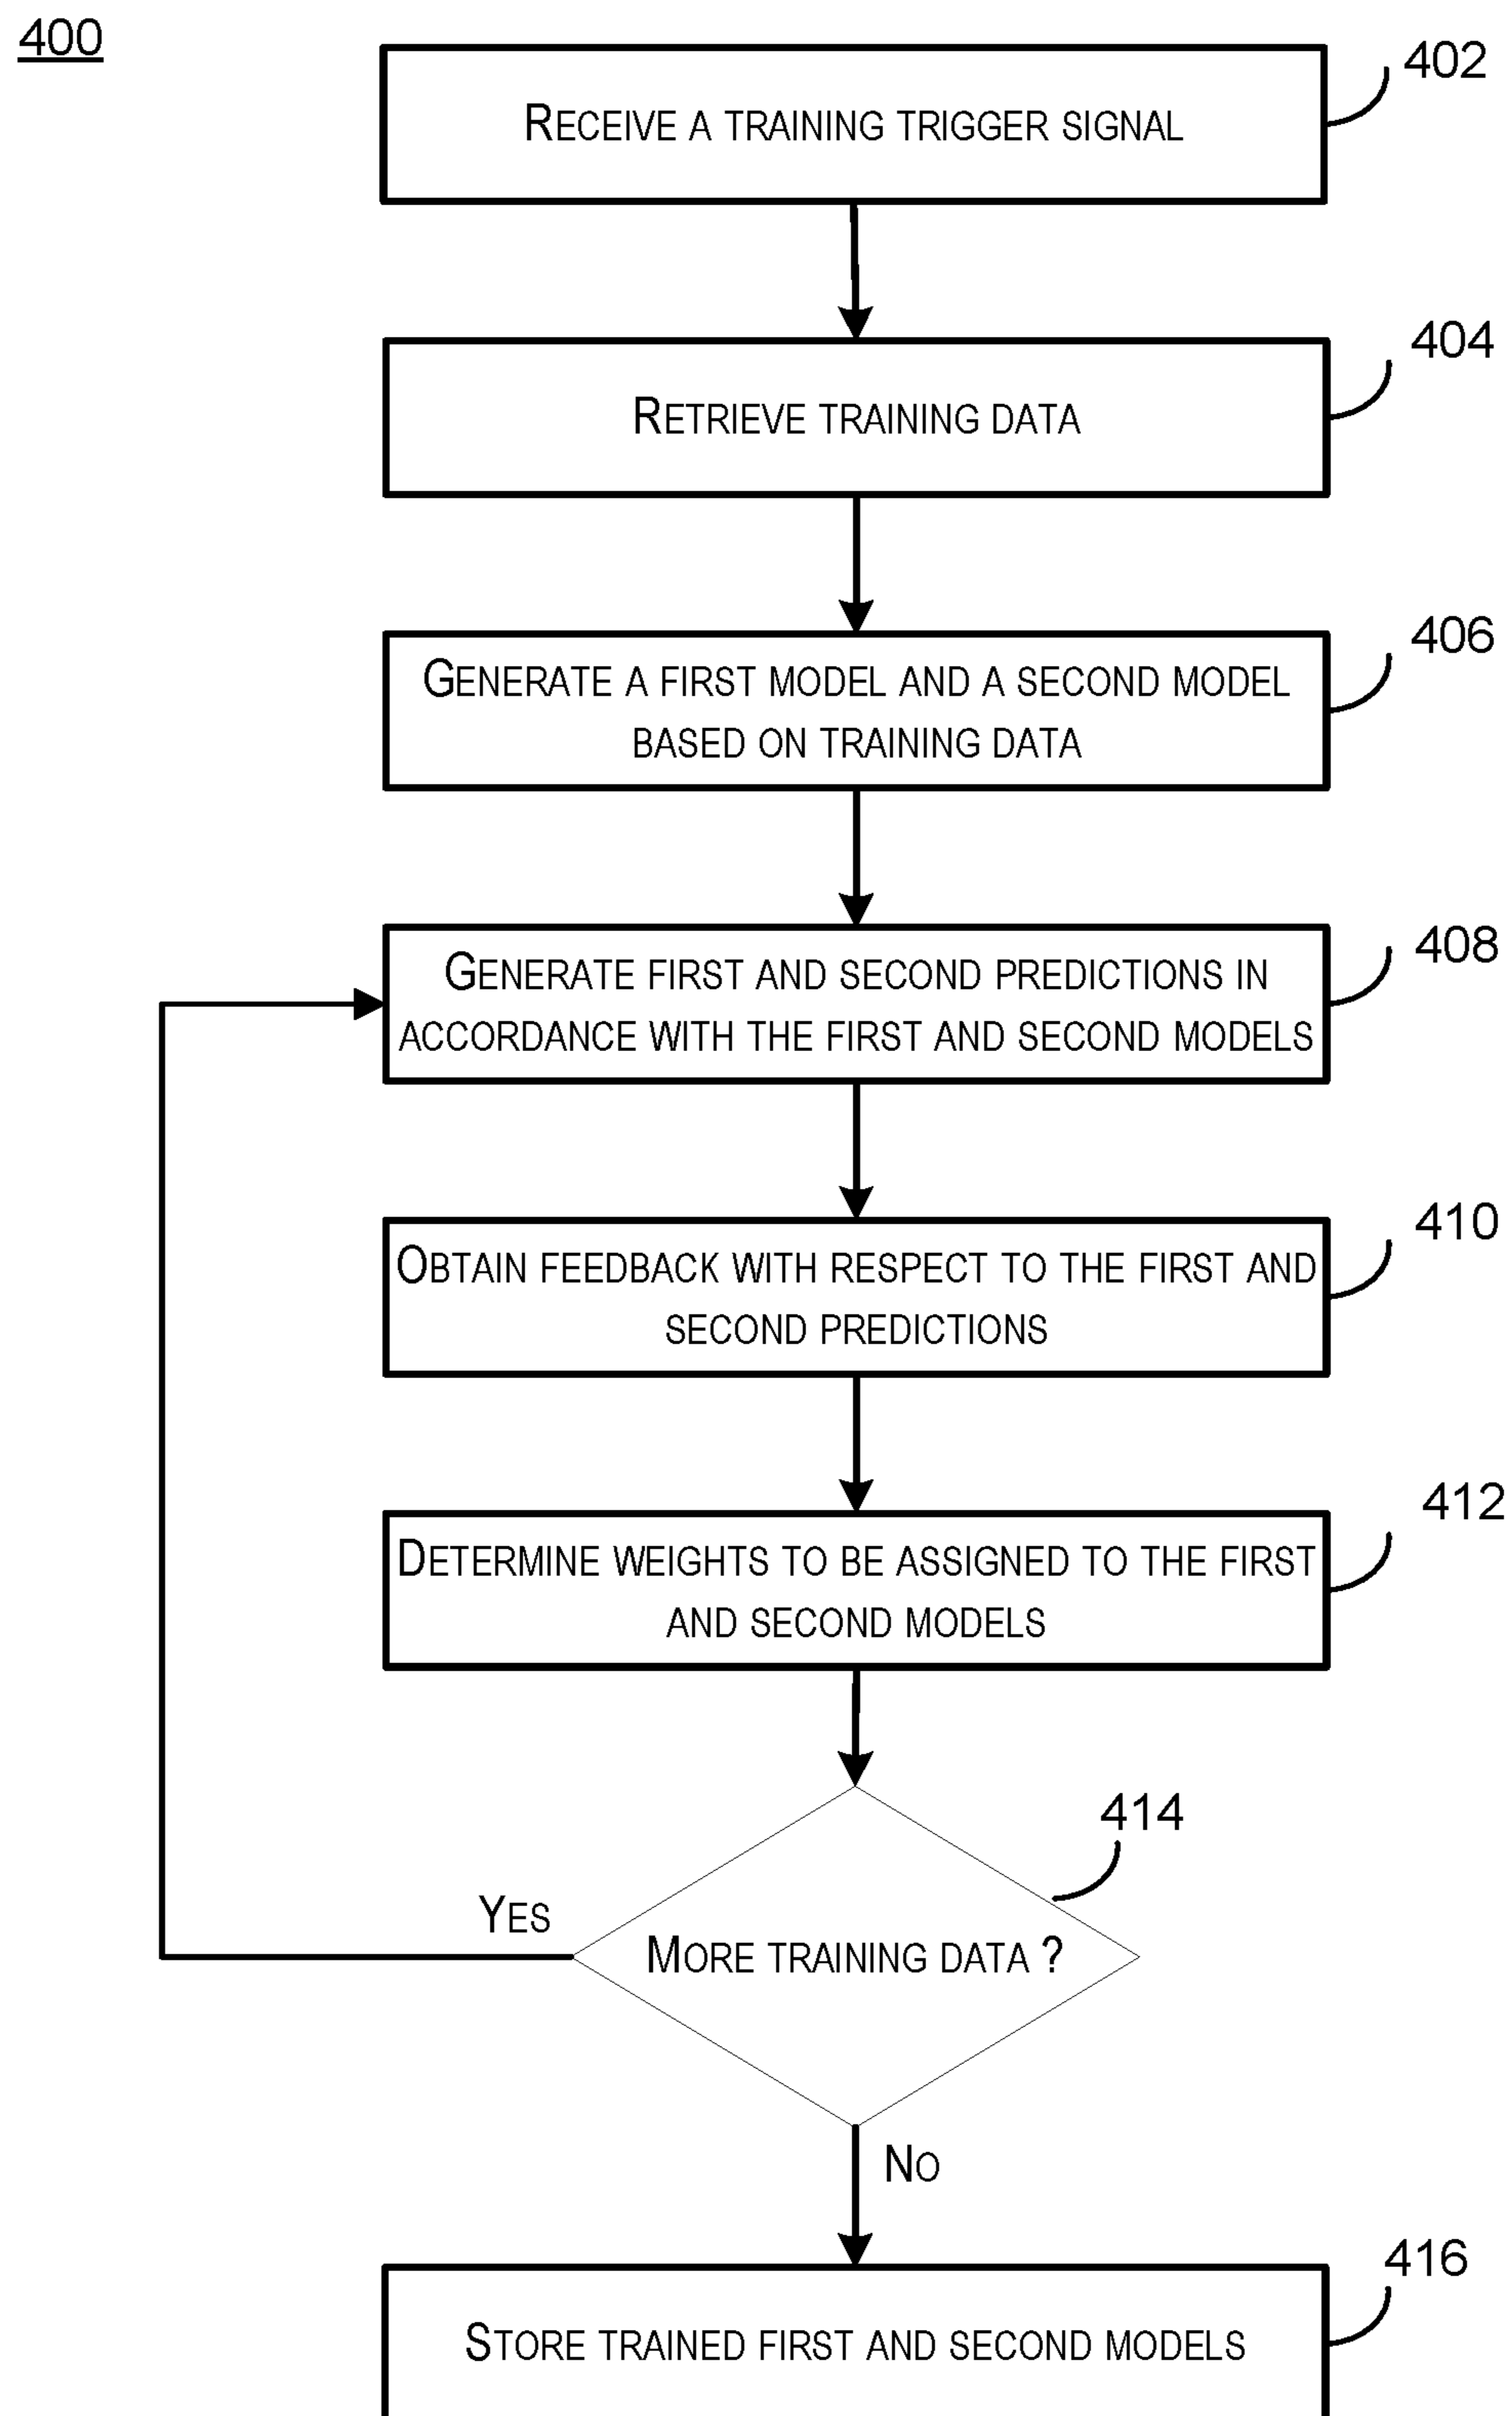 400
402
RECEIVE A TRAINING TRIGGER SIGNAL
404
RETRIEVE TRAINING DATA
406
GENERATE A FIRST MODEL AND A SECOND MODEL
BASED ON TRAINING DATA
408
GENERATE FIRST AND SECOND PREDICTIONS IN
ACCORDANCE WITH THE FIRST AND SECOND MODELS
410
OBTAIN FEEDBACK WITH RESPECT TO THE FIRST AND
SECOND PREDICTIONS
412
DETERMINE WEIGHTS TO BE ASSIGNED TO THE FIRST
AND SECOND MODELS
414
YES
MORE TRAINING DATA ?
NO
416
STORE TRAINED FIRST AND SECOND MODELS